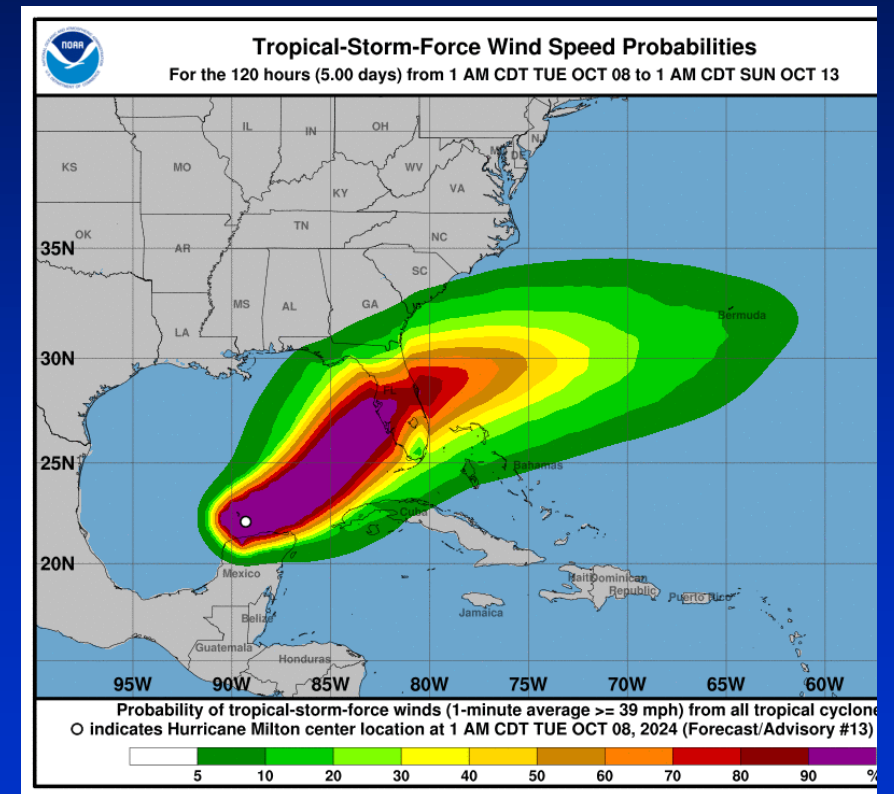 NOAA
Tropical-Storm-Force Wind Speed Probabilities
For the 120 hours (5.00 days) from 1 AM CDT TUE OCT 08 to 1 AM CDT SUN OCT 13
IL
IN
OH
NJ
DE
KS
MO
WV
KY
VA
OK
TN
NC
35N
AR
SC
MS
AL
GA
LA
Bermuda
30N
FL
25N
Bahamas
Cuba
20N
Mexico
Haiti
Dominican
Republic
Puerto Rico
Belize
Jamaica
Guatemala
Honduras
95W 90W 85W 80W 75W 70W 65W 60W
Probability of tropical-storm-force winds (1-minute average >= 39 mph) from all tropical cyclone
indicates Hurricane Milton center location at 1 AM CDT TUE OCT 08, 2024 (Forecast/Advisory #13)
5 10 20 30 40 50 60 70 80 90 %